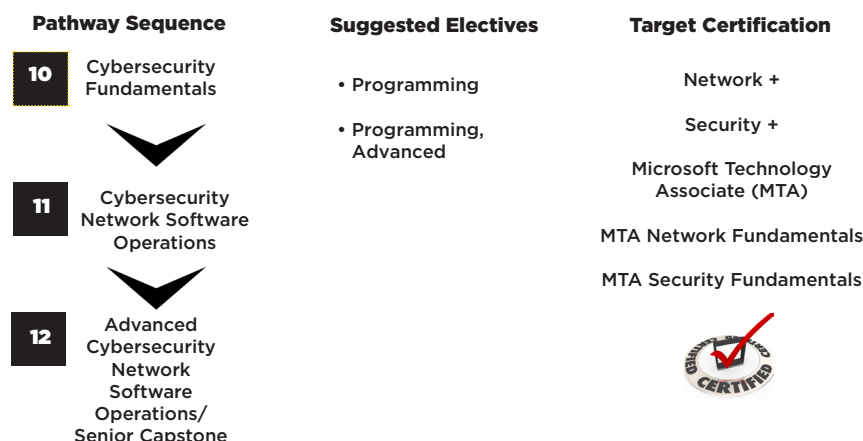 Pathway Sequence
10
Cybersecurity
Fundamentals
11
Cybersecurity
Network Software
Operations
12
Advanced
Cybersecurity
Network
Software
Operations/
Senior Capstone
Suggested Electives
• Programming
• Programming,
Advanced
Target Certification
Network +
Security +
Microsoft Technology
Associate (MTA)
MTA Network Fundamentals
MTA Security Fundamentals
CERTIFIED
CERTIFIED
CERTIFIED